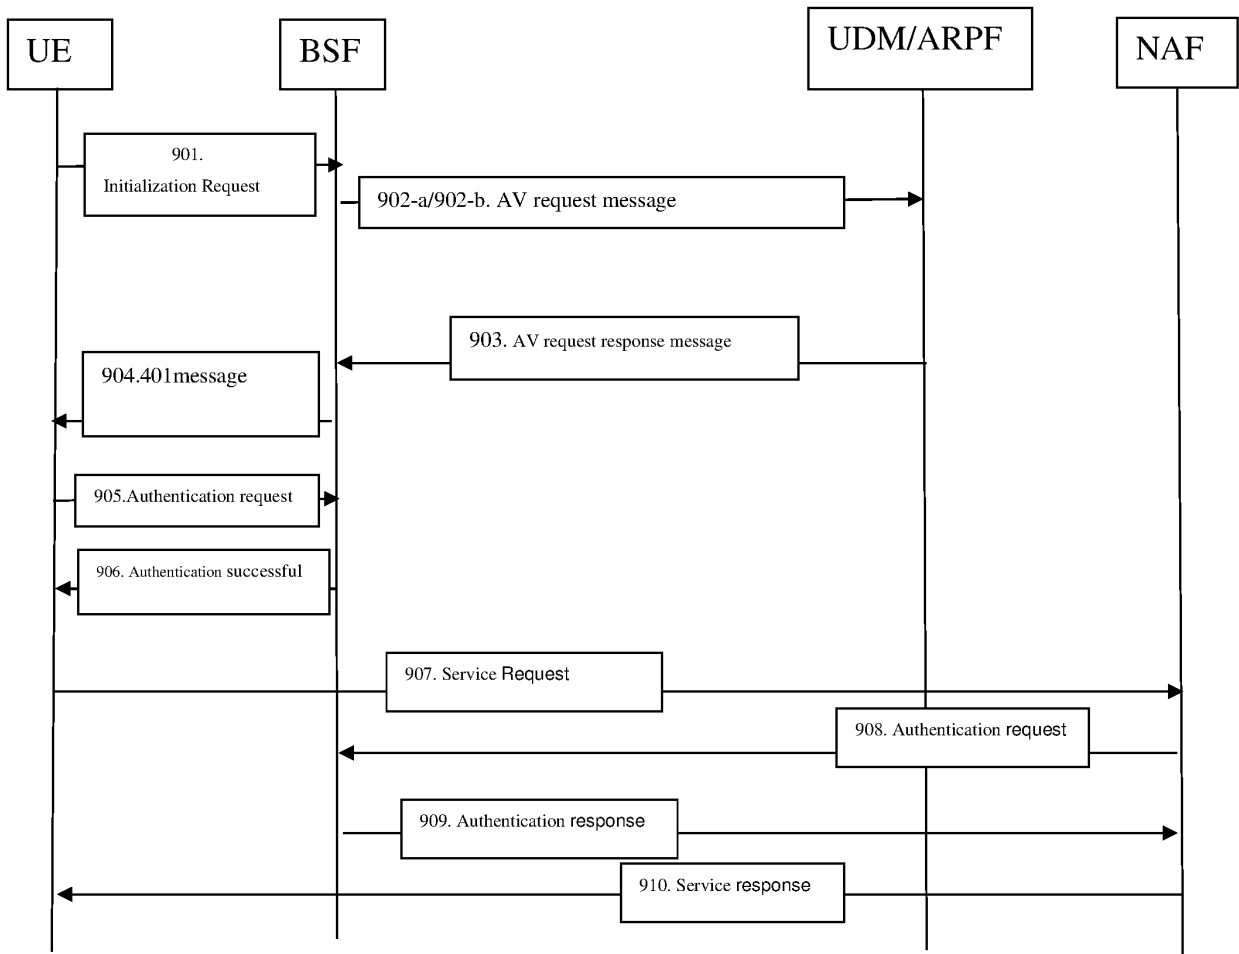 UE
BSF
UDM/ARPF
NAF
901.
Initialization Request
902-a/902-b. AV request message
903. AV request response message
904.401message
905.Authentication request
906. Authentication successful
907. Service Request
908. Authentication request
909. Authentication response
910. Service response